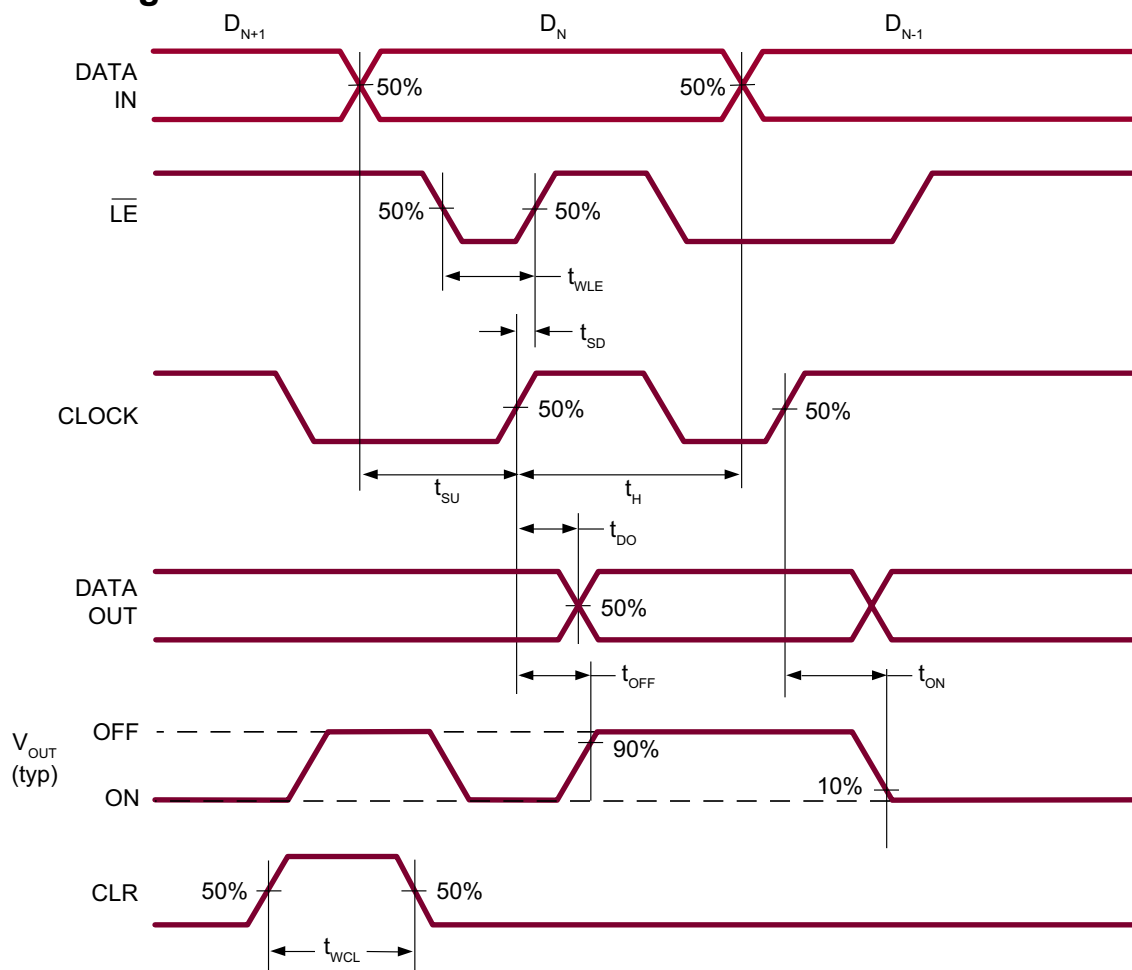 D_N+1 D_N D_N-1
DATA IN
50% 50%
LE
50% 50%
t_WLE
t_SD
CLOCK
50% 50%
t_SU t_H
t_DO
DATA OUT
50%
t_OFF t_ON
V_OUT (typ)
OFF
90%
ON
10%
CLR
50% 50%
t_WCL